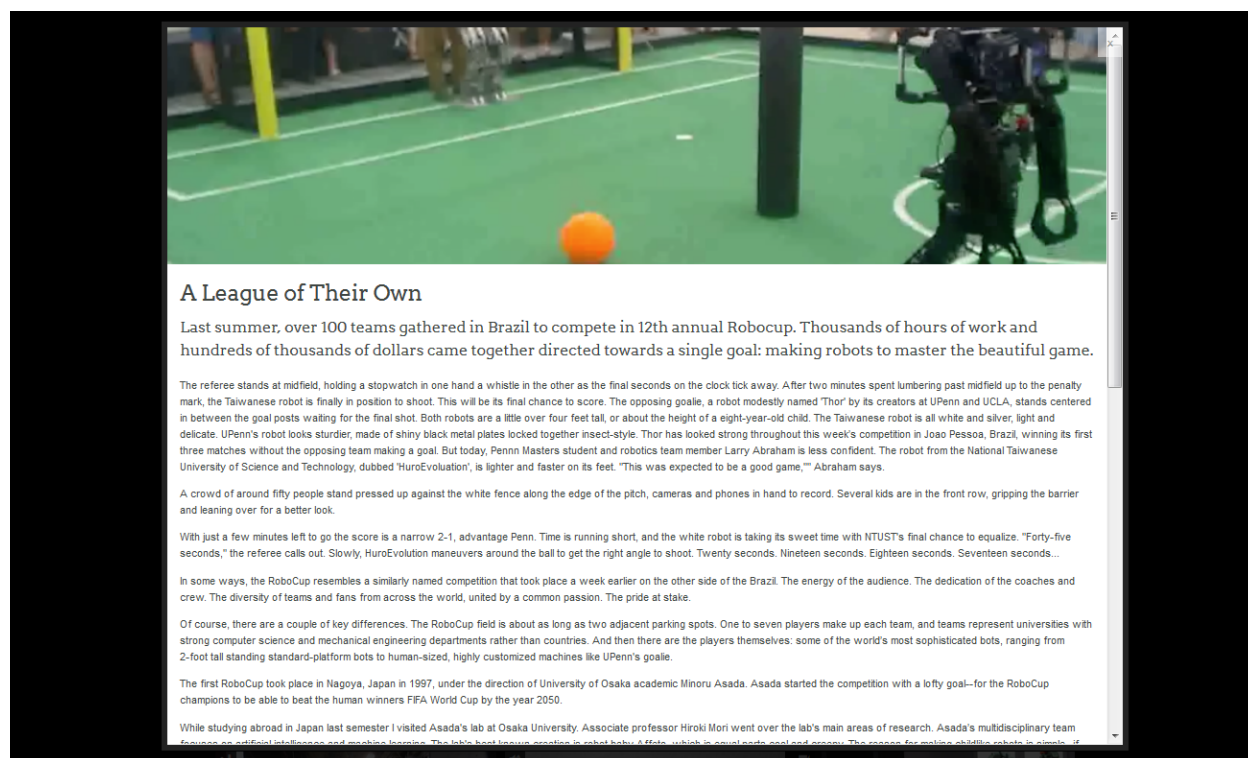 A League of Their Own
Last summer, over 100 teams gathered in Brazil to compete in 12th annual Robocup. Thousands of hours of work and
hundreds of thousands of dollars came together directed towards a single goal: making robots to master the beautiful game.
The referee stands at midfield, holding a stopwatch in one hand a whistle in the other as the final seconds on the clock tick away. After two minutes spent lumbering past midfield up to the penalty
mark, the Taiwanese robot is finally in position to shoot. This will be its final chance to score. The opposing goalie, a robot modestly named 'Thor' by its creators at UPenn and UCLA, stands centered
in between the goal posts waiting for the final shot. Both robots are a little over four feet tall, or about the height of a eight-year-old child. The Taiwanese robot is all white and silver, light and
delicate. UPenn's robot looks sturdier, made of shiny black metal plates locked together insect-style. Thor has looked strong throughout this week's competition in Joao Pessoa, Brazil, winning its first
three matches without the opposing team making a goal. But today, Pennn Masters student and robotics team member Larry Abraham is less confident. The robot from the National Taiwanese
University of Science and Technology, dubbed 'HuroEvoluation', is lighter and faster on its feet. "This was expected to be a good game,"" Abraham says.
A crowd of around fifty people stand pressed up against the white fence along the edge of the pitch, cameras and phones in hand to record. Several kids are in the front row, gripping the barrier
and leaning over for a better look.
With just a few minutes left to go the score is a narrow 2-1, advantage Penn. Time is running short, and the white robot is taking its sweet time with NTUST's final chance to equalize. "Forty-five
seconds," the referee calls out. Slowly, HuroEvolution maneuvers around the ball to get the right angle to shoot. Twenty seconds. Nineteen seconds. Eighteen seconds. Seventeen seconds...
In some ways, the RoboCup resembles a similarly named competition that took place a week earlier on the other side of the Brazil. The energy of the audience. The dedication of the coaches and
crew. The diversity of teams and fans from across the world, united by a common passion. The pride at stake.
Of course, there are a couple of key differences. The RoboCup field is about as long as two adjacent parking spots. One to seven players make up each team, and teams represent universities with
strong computer science and mechanical engineering departments rather than countries. And then there are the players themselves: some of the world's most sophisticated bots, ranging from
2-foot tall standing standard-platform bots to human-sized, highly customized machines like UPenn's goalie.
The first RoboCup took place in Nagoya, Japan in 1997, under the direction of University of Osaka academic Minoru Asada. Asada started the competition with a lofty goal--for the RoboCup
champions to be able to beat the human winners FIFA World Cup by the year 2050.
While studying abroad in Japan last semester I visited Asada's lab at Osaka University. Associate professor Hiroki Mori went over the lab's main areas of research. Asada's multidisciplinary team